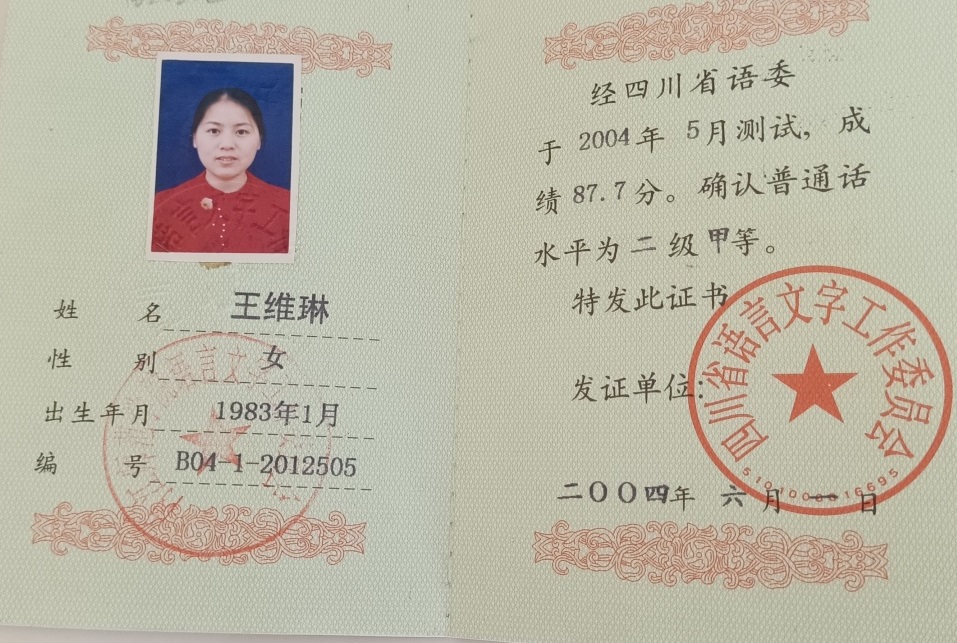 姓名 王维琳
性别 女
出生年月 1983年1月
编号 B04-1-2012505
经四川省语委
于 2004年 5月测试，成
绩 87.7分。确认普通话
水平为 二 级 甲等。
特发此证书
发证单位：
四川省语言文字工作委员会
二〇〇四年 六 月 一 日